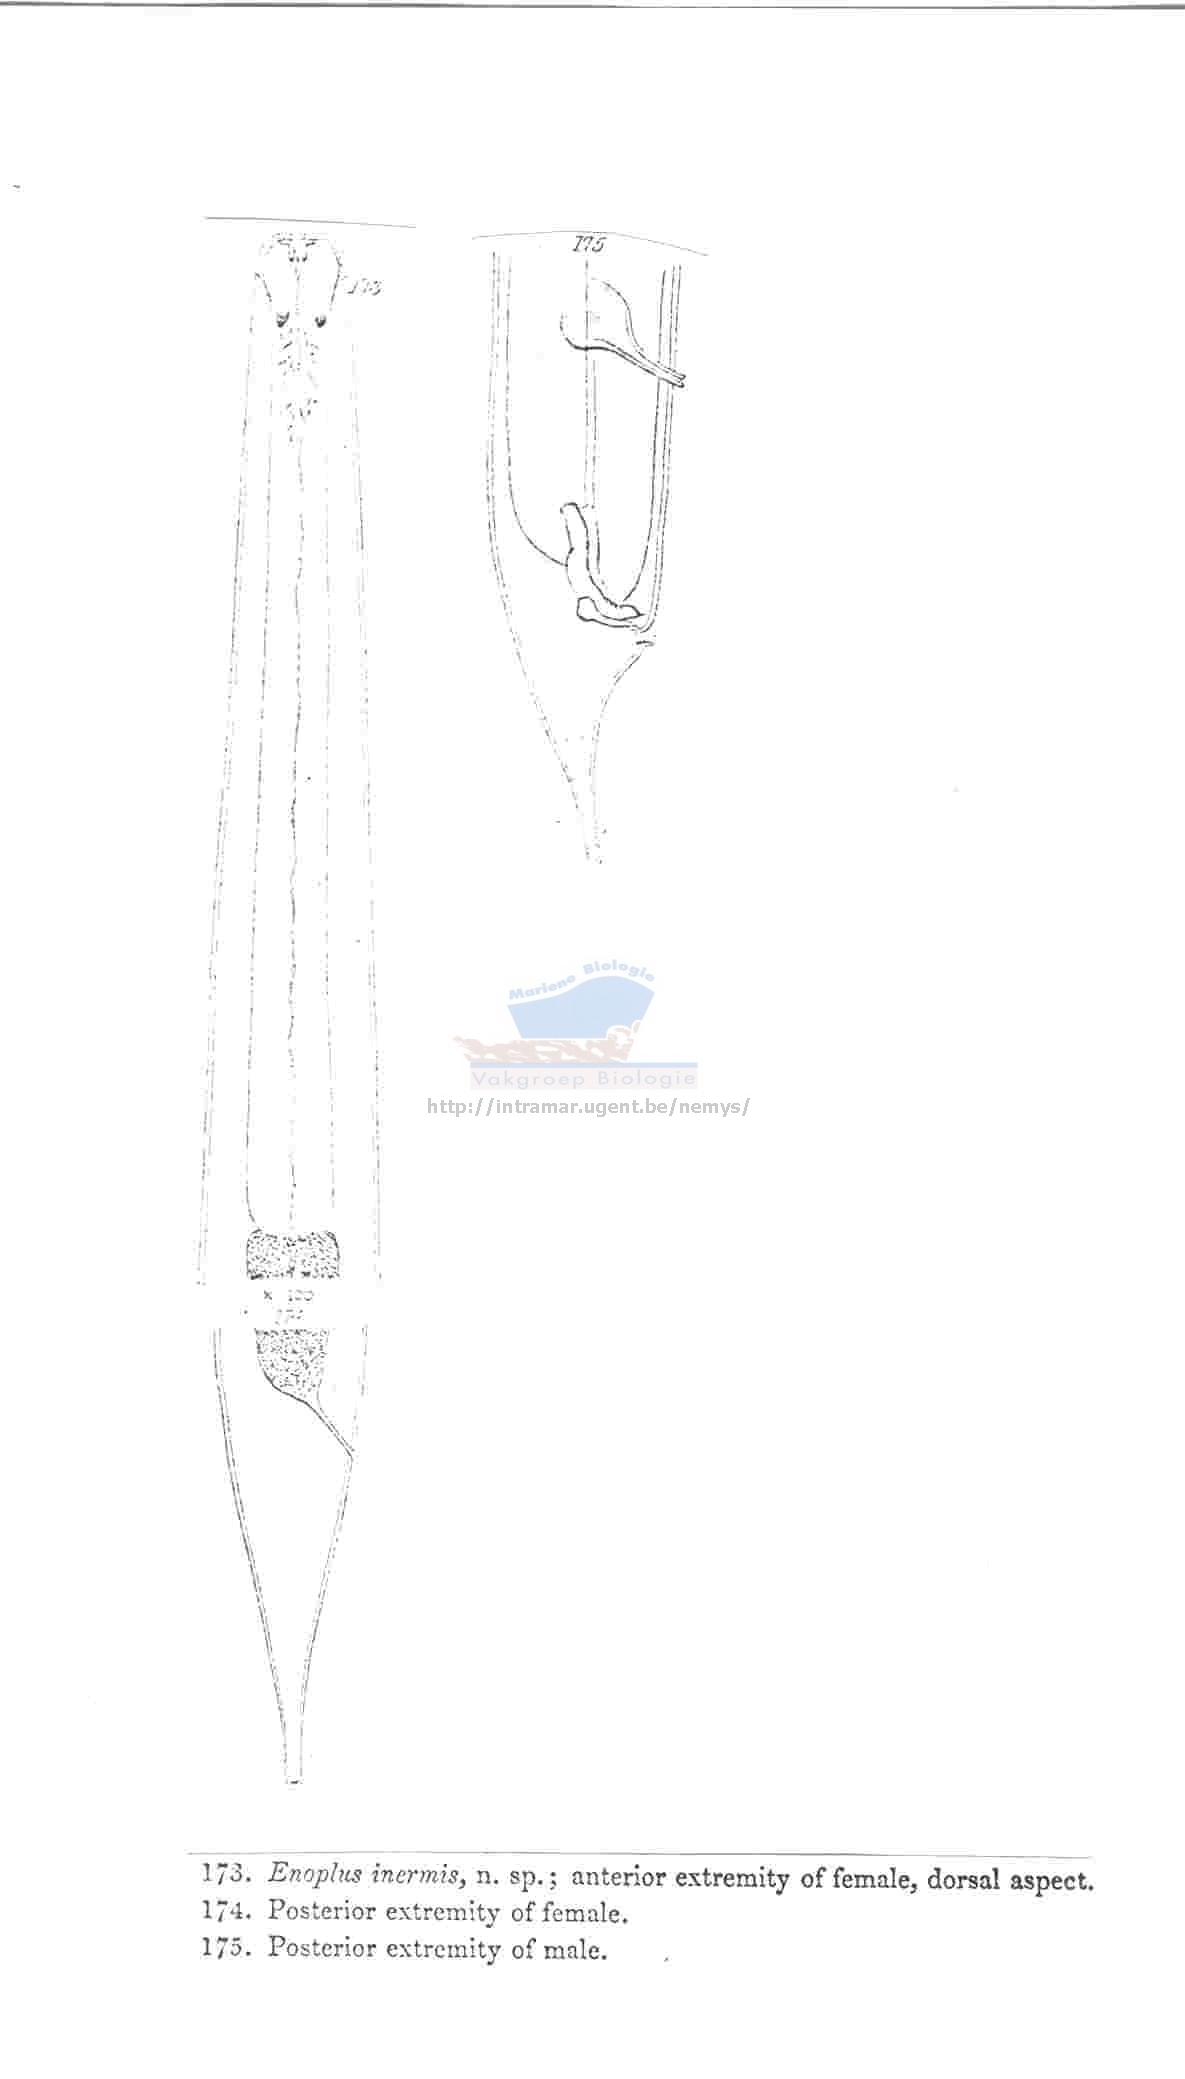 175
173
Mariene Biologie
Vakgroep Biologie
http://intramar.ugent.be/nemys/
174
173. Enoplus inermis, n. sp.; anterior extremity of female, dorsal aspect.
174. Posterior extremity of female.
175. Posterior extremity of male.